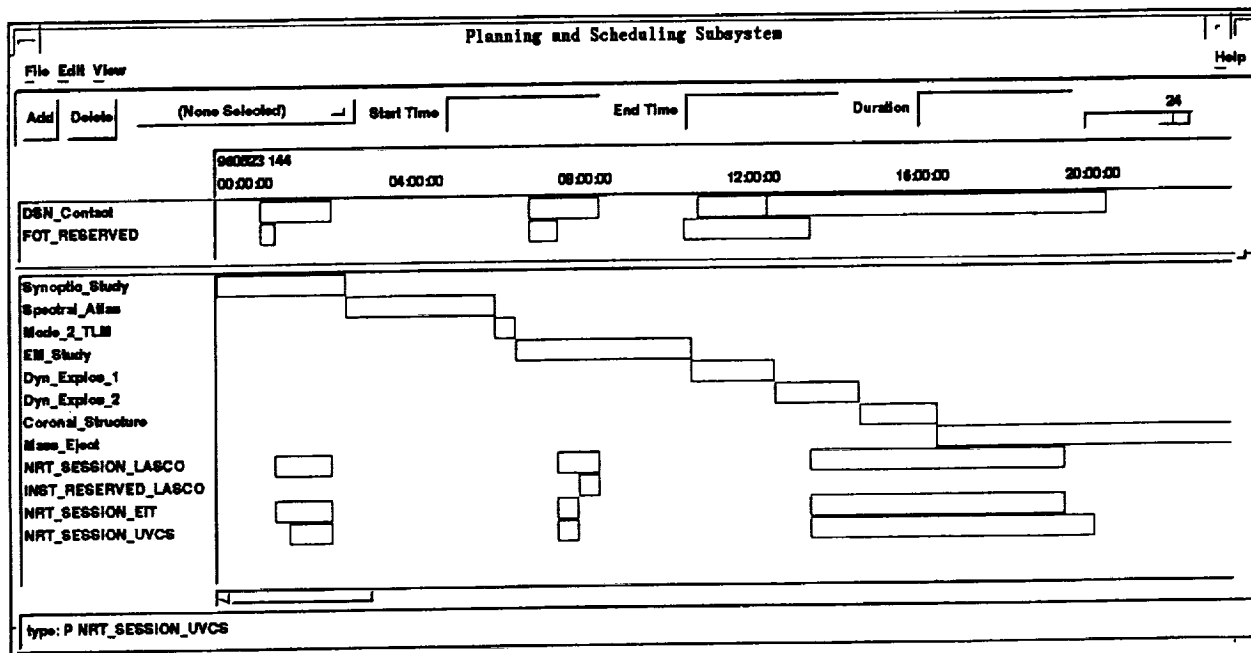 Planning and Scheduling Subsystem
File Edit View Help
Add Delete (None Selected) Start Time End Time Duration 24
960523 144
00:00:00 04:00:00 08:00:00 12:00:00 16:00:00 20:00:00
DSN_Contact
FOT_RESERVED
Synoptic_Study
Spectral_Atlas
Mode_2_TLM
EM_Study
Dyn_Explos_1
Dyn_Explos_2
Coronal_Structure
Mass_Eject
NRT_SESSION_LASCO
INST_RESERVED_LASCO
NRT_SESSION_EIT
NRT_SESSION_UVCS
type: P NRT_SESSION_UVCS